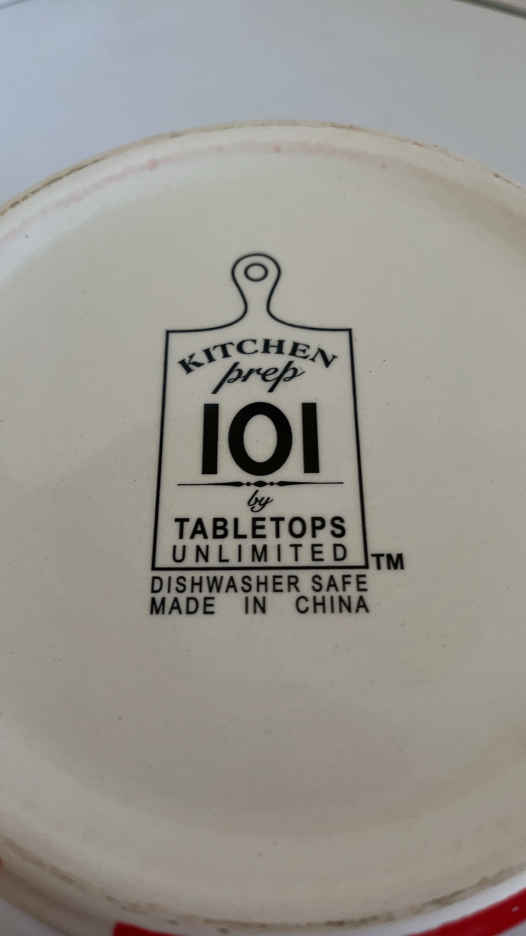 KITCHEN
prep
101
by
TABLETOPS
UNLIMITED TM
DISHWASHER SAFE
MADE IN CHINA